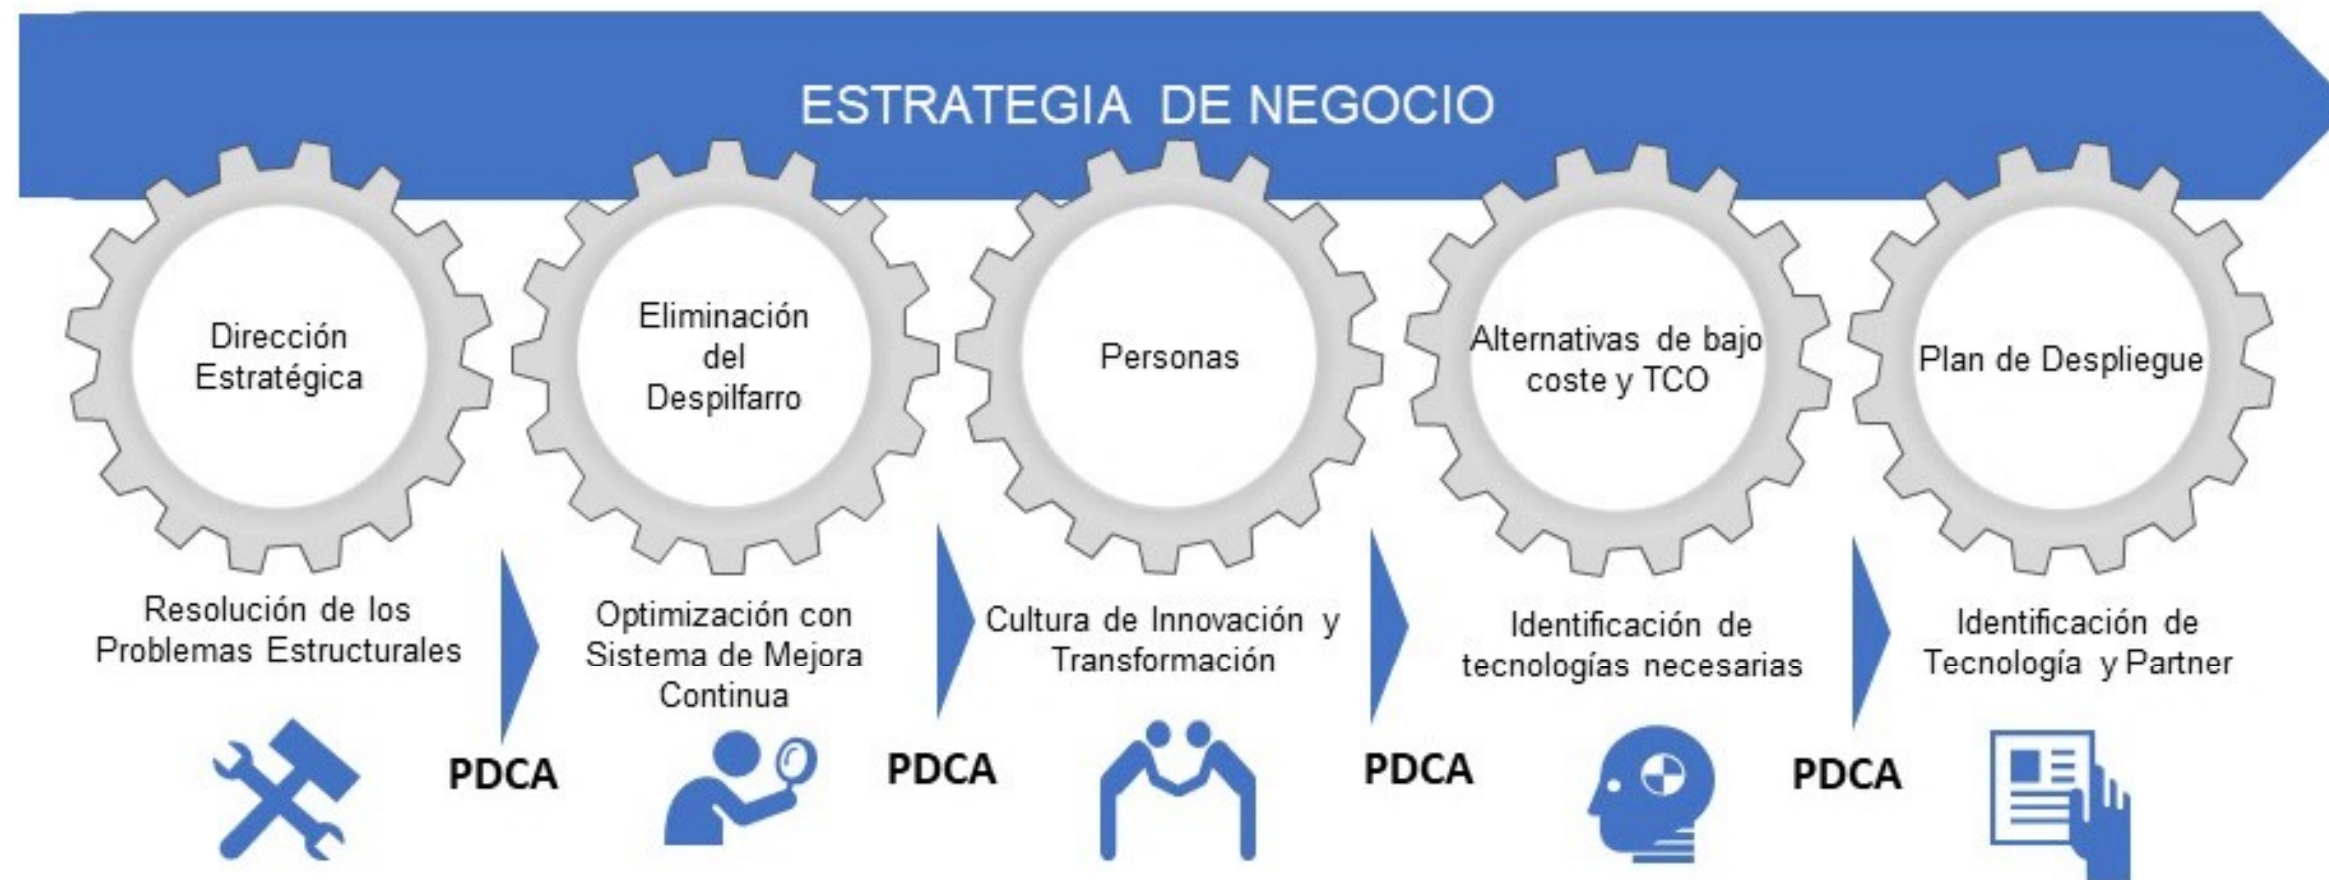 ESTRATEGIA DE NEGOCIO
Dirección
Estratégica
Eliminación
del
Despilfarro
Personas
Alternativas de bajo
coste y TCO
Plan de Despliegue
Resolución de los
Problemas Estructurales
Optimización con
Sistema de Mejora
Continua
Cultura de Innovación y
Transformación
Identificación de
tecnologías necesarias
Identificación de
Tecnología y Partner
PDCA
PDCA
PDCA
PDCA